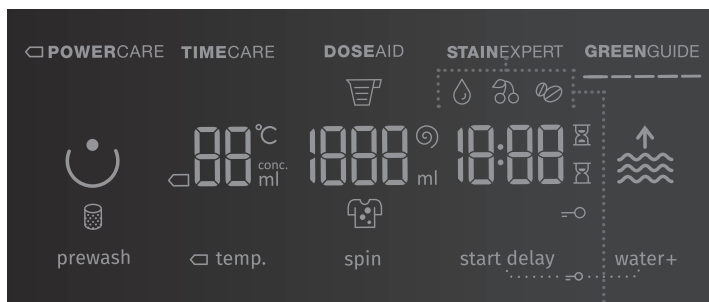 POWERCARE TIMECARE DOSEAID STAINEXPERT GREENGUIDE
88 °C 1888 18:88
conc.
ml ml
prewash temp. spin start delay water+